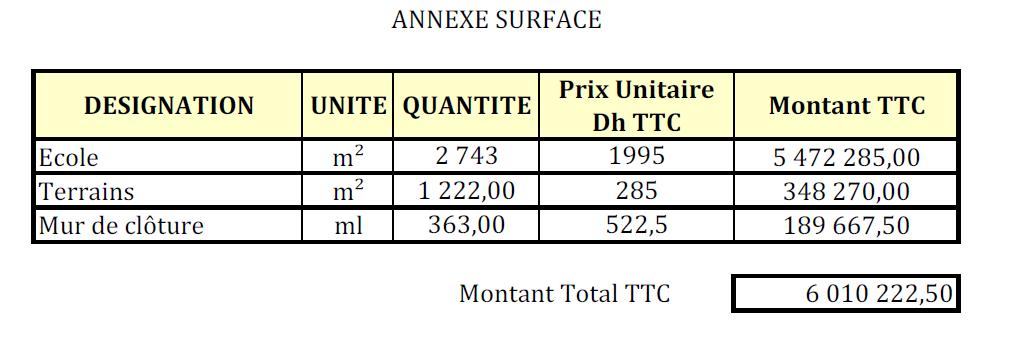 ANNEXE SURFACE
DESIGNATION UNITE QUANTITE Prix Unitaire Dh TTC Montant TTC
Ecole m² 2 743 1995 5 472 285,00
Terrains m² 1 222,00 285 348 270,00
Mur de clôture ml 363,00 522,5 189 667,50
Montant Total TTC 6 010 222,50